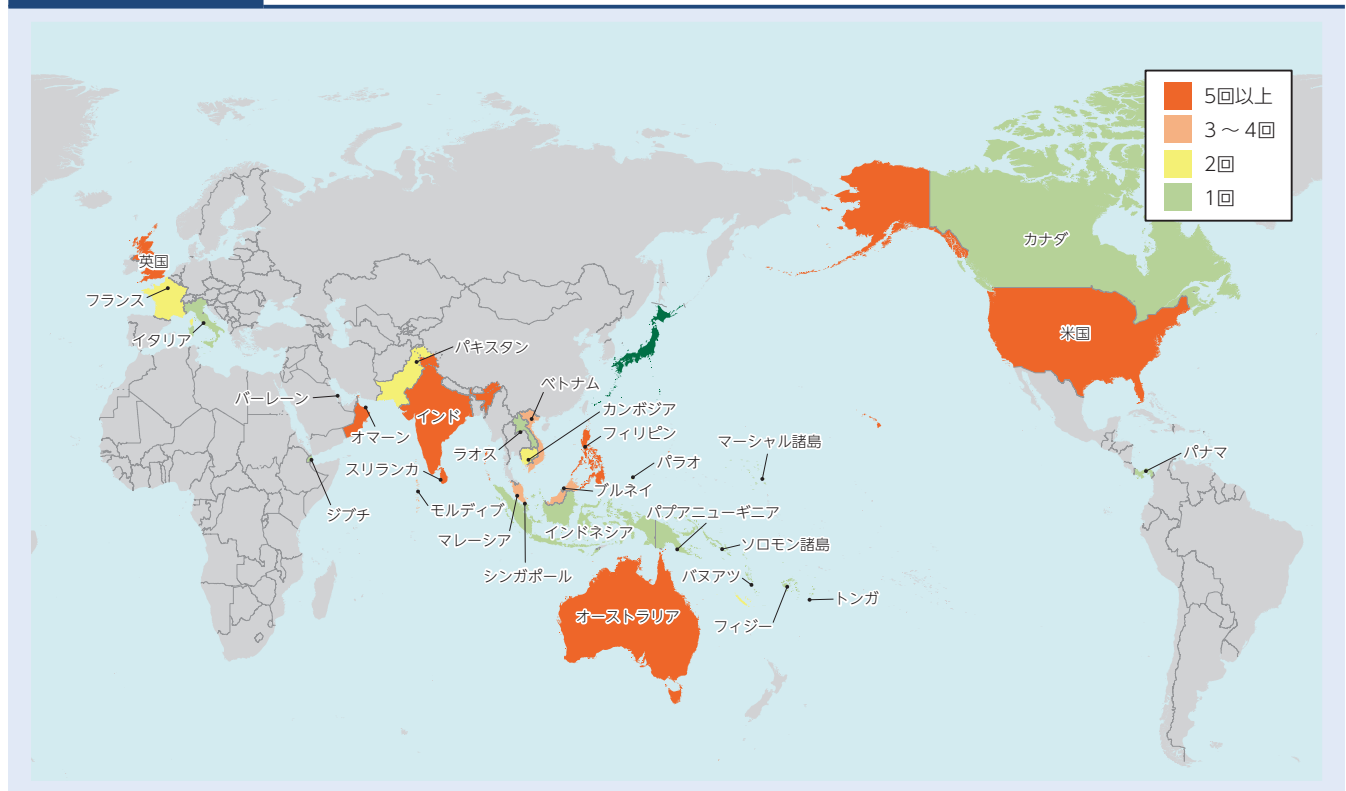 5回以上
3～4回
2回
1回
カナダ
英国
フランス
米国
イタリア
パキスタン
ベトナム
バーレーン
カンボジア
インド
オマーン
フィリピン
マーシャル諸島
ラオス
パナマ
スリランカ
パラオ
ブルネイ
モルディブ
パプアニューギニア
ジブチ
インドネシア
マレーシア
ソロモン諸島
シンガポール
バヌアツ
トンガ
オーストラリア
フィジー